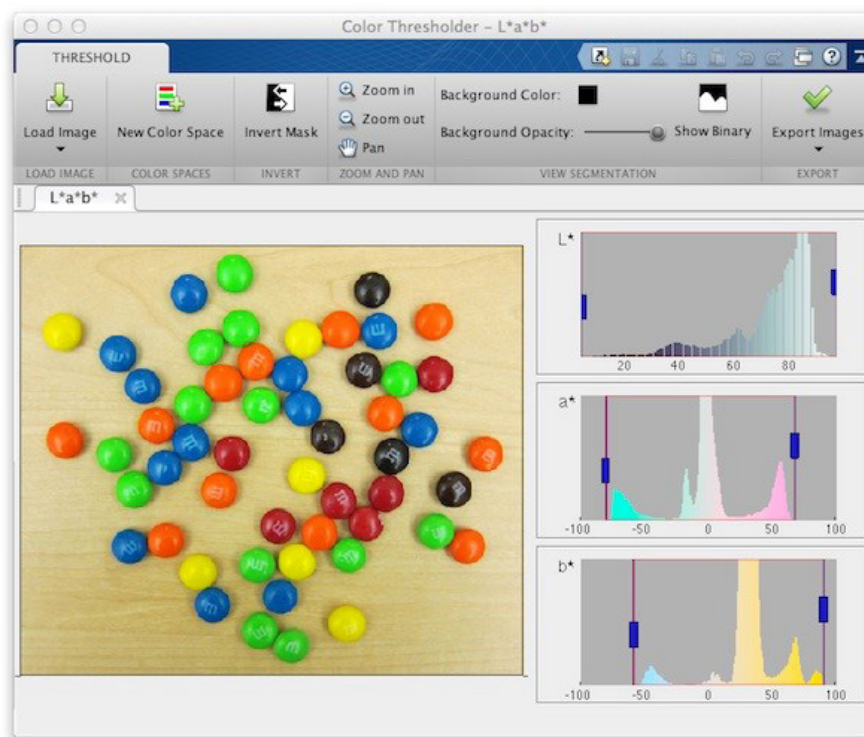 Color Thresholder – L*a*b*
THRESHOLD
Load Image
New Color Space
Invert Mask
Zoom in
Zoom out
Pan
Background Color:
Background Opacity:
Show Binary
Export Images
LOAD IMAGE
COLOR SPACES
INVERT
ZOOM AND PAN
VIEW SEGMENTATION
EXPORT
L*a*b*
L*
20 40 60 80
a*
-100 -50 0 50 100
b*
-100 -50 0 50 100